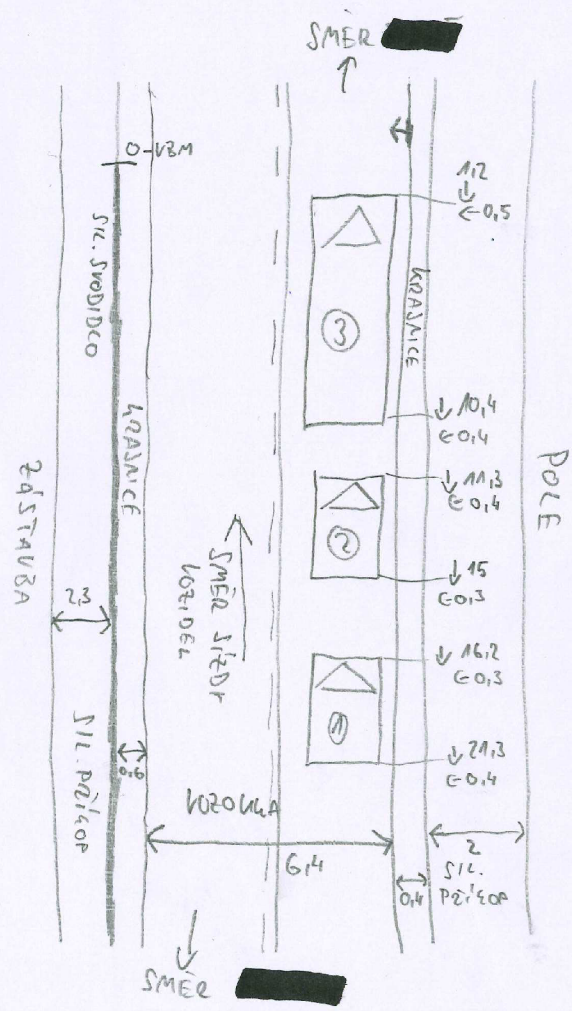 SMĚR
0-VBM
1,2
0,5
SIL. SVODIDLO
KRAJNICE
3
10,4
0,4
KRAJNICE
11,3
0,4
POLE
2
ZÁSTAVBA
SMĚR JÍZDY
VOZIDEL
15
0,3
16,2
0,3
2,3
1
SIL. PŘÍKOP
0,6
21,3
0,4
VOZOVKA
6,4
2
SIL.
PŘÍKOP
0,4
SMĚR